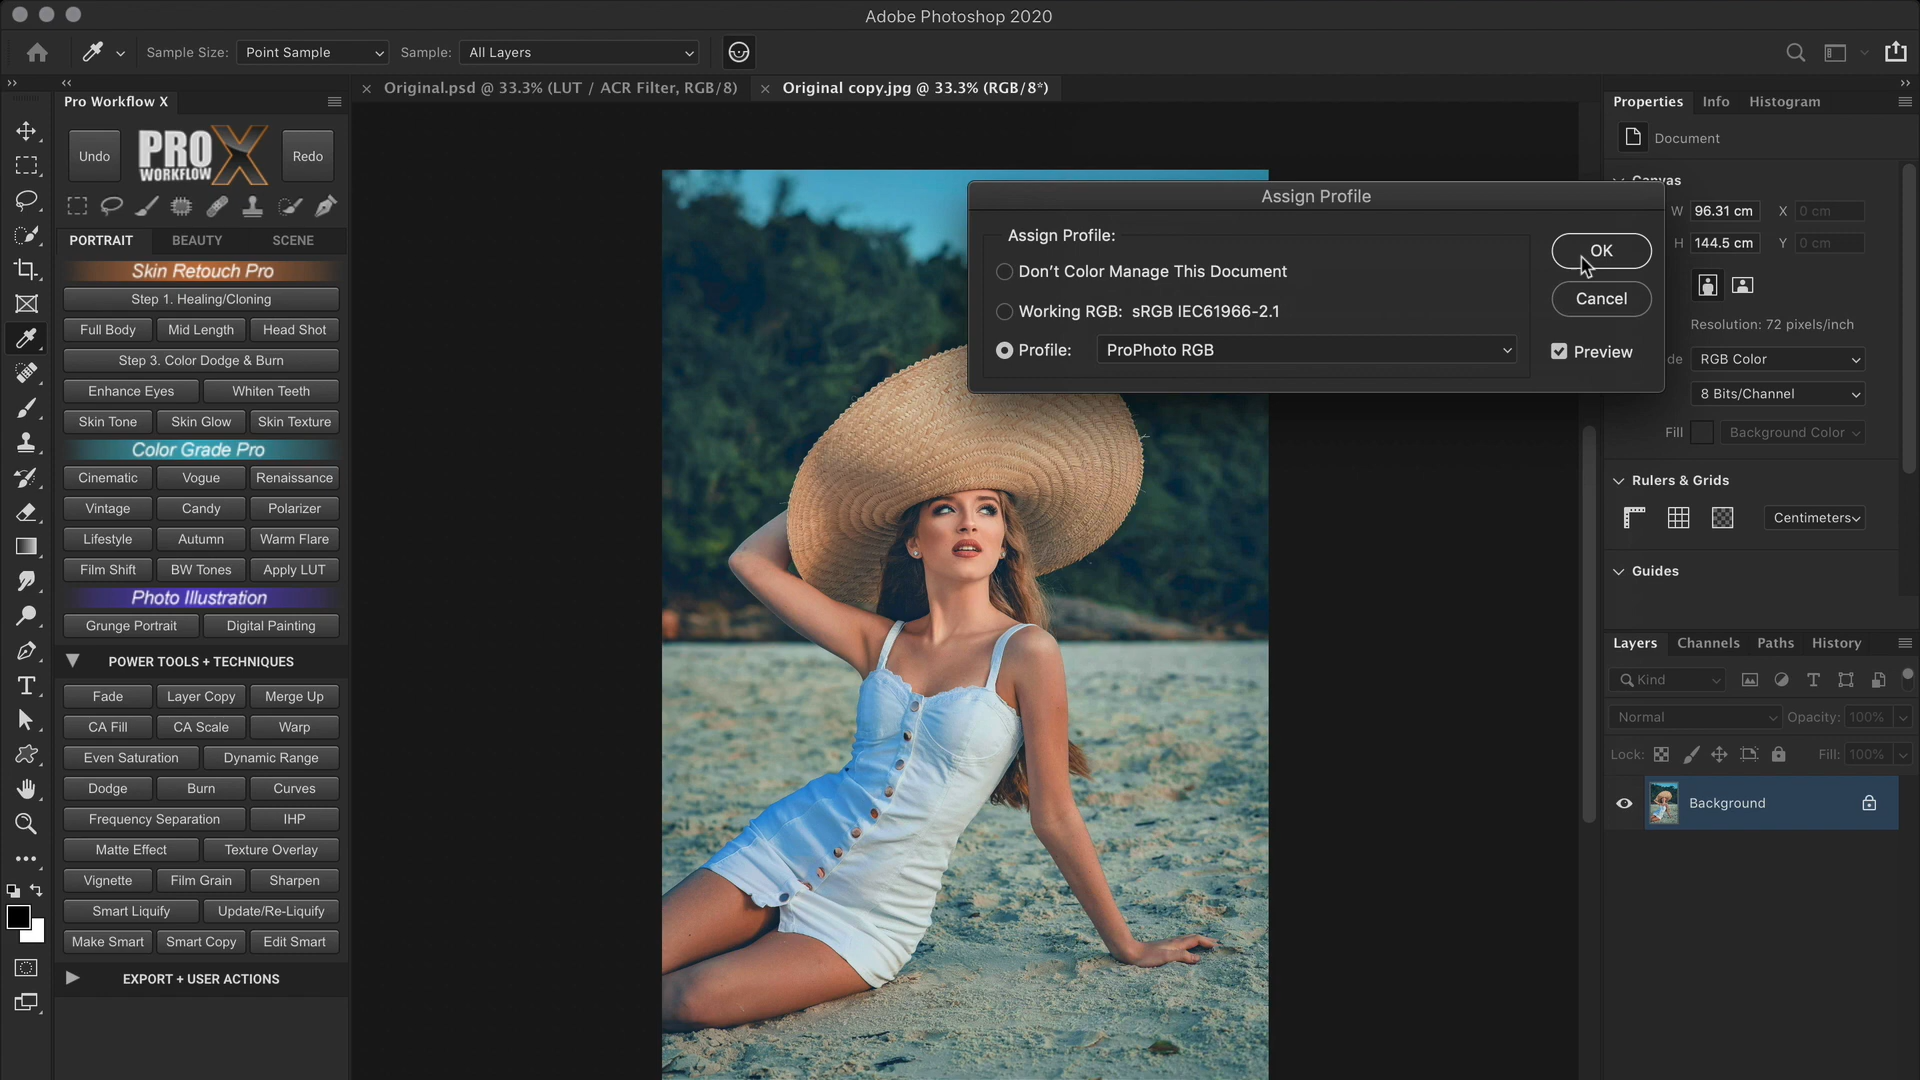 Adobe Photoshop 2020
Sample Size: Point Sample Sample: All Layers
Pro Workflow X
Original.psd @ 33.3% (LUT / ACR Filter, RGB/8)
Original copy.jpg @ 33.3% (RGB/8*)
Undo
PRO X
WORKFLOW
Redo
PORTRAIT BEAUTY SCENE
Skin Retouch Pro
Step 1. Healing/Cloning
Full Body Mid Length Head Shot
Step 3. Color Dodge & Burn
Enhance Eyes Whiten Teeth
Skin Tone Skin Glow Skin Texture
Color Grade Pro
Cinematic Vogue Renaissance
Vintage Candy Polarizer
Lifestyle Autumn Warm Flare
Film Shift BW Tones Apply LUT
Photo Illustration
Grunge Portrait Digital Painting
POWER TOOLS + TECHNIQUES
Fade Layer Copy Merge Up
CA Fill CA Scale Warp
Even Saturation Dynamic Range
Dodge Burn Curves
Frequency Separation IHP
Matte Effect Texture Overlay
Vignette Film Grain Sharpen
Smart Liquify Update/Re-Liquify
Make Smart Smart Copy Edit Smart
EXPORT + USER ACTIONS
Assign Profile
Assign Profile:
Don't Color Manage This Document
Working RGB: sRGB IEC61966-2.1
Profile: ProPhoto RGB
OK
Cancel
Preview
Properties Info Histogram
Document
Canvas
W 96.31 cm X 0 cm
H 144.5 cm Y 0 cm
Resolution: 72 pixels/inch
de RGB Color
8 Bits/Channel
Fill Background Color
Rulers & Grids
Centimeters
Guides
Layers Channels Paths History
Kind
Normal Opacity: 100%
Lock: Fill: 100%
Background